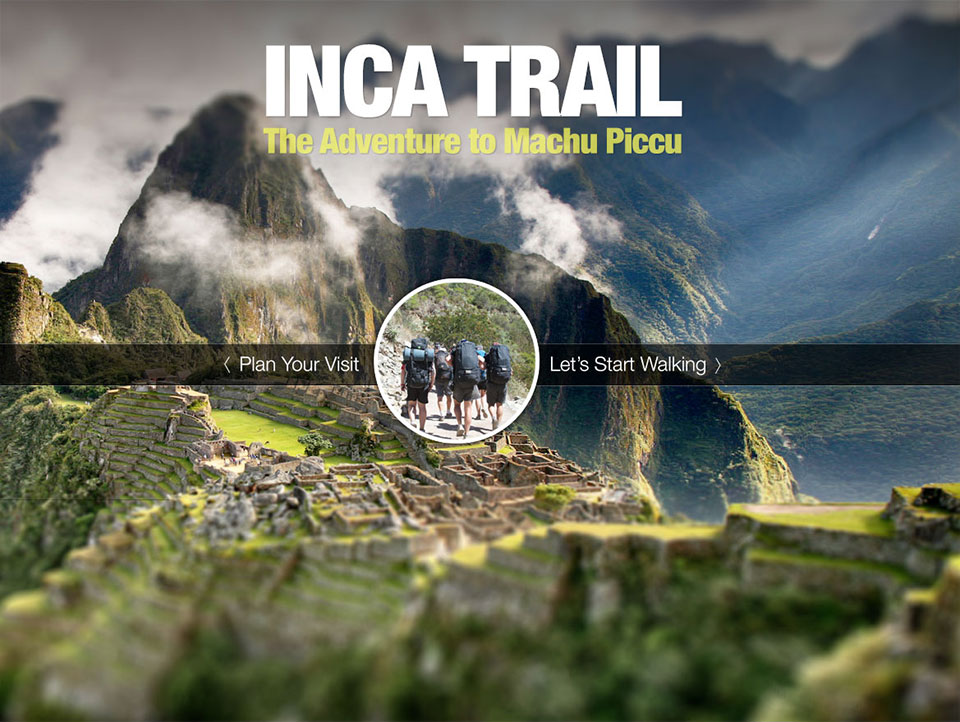 INCA TRAIL
The Adventure to Machu Piccu
〈 Plan Your Visit
Let’s Start Walking 〉